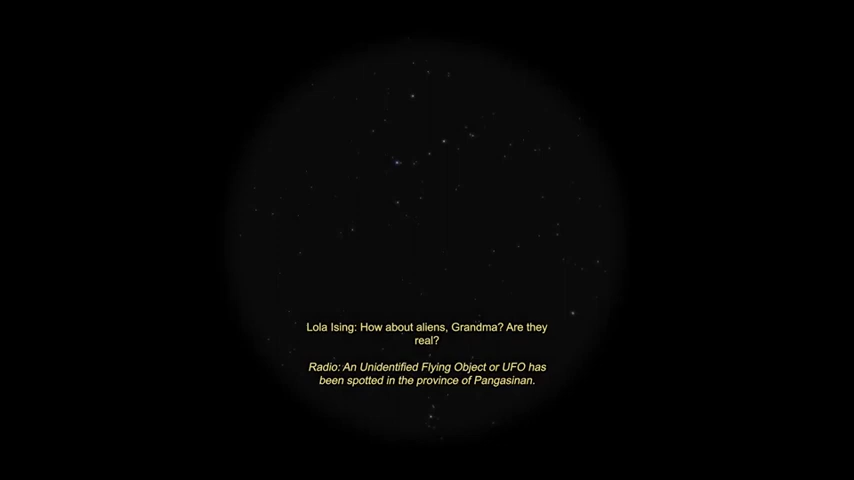 Lola Ising: How about aliens, Grandma? Are they
real?
Radio: An Unidentified Flying Object or UFO has
been spotted in the province of Pangasinan.